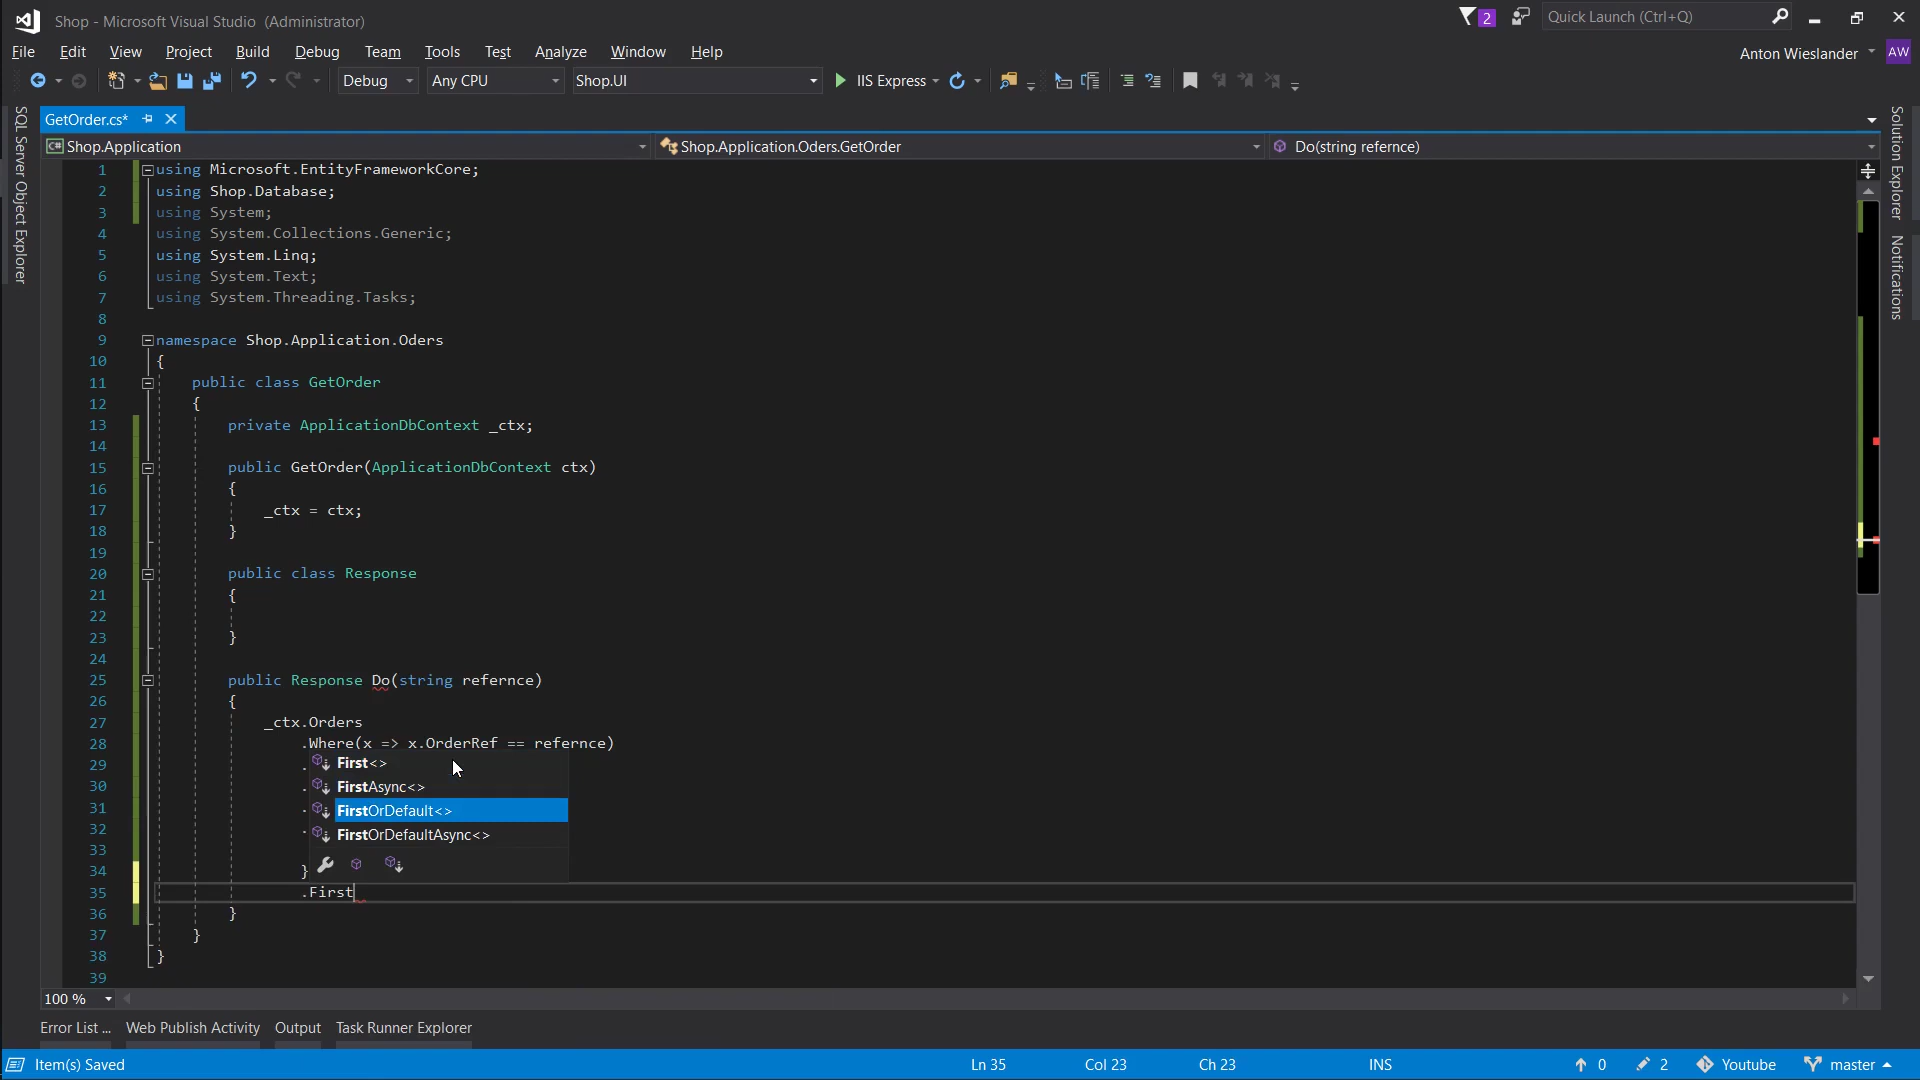 Shop - Microsoft Visual Studio (Administrator)
2
Quick Launch (Ctrl+Q)
File Edit View Project Build Debug Team Tools Test Analyze Window Help
Anton Wieslander AW
Debug Any CPU Shop.UI IIS Express
SQL Server Object Explorer
GetOrder.cs*
Solution Explorer
Notifications
C# Shop.Application Shop.Application.Oders.GetOrder Do(string refernce)
1 using Microsoft.EntityFrameworkCore;
2 using Shop.Database;
3 using System;
4 using System.Collections.Generic;
5 using System.Linq;
6 using System.Text;
7 using System.Threading.Tasks;
8
9 namespace Shop.Application.Oders
10 {
11 public class GetOrder
12 {
13 private ApplicationDbContext _ctx;
14
15 public GetOrder(ApplicationDbContext ctx)
16 {
17 _ctx = ctx;
18 }
19
20 public class Response
21 {
22
23 }
24
25 public Response Do(string refernce)
26 {
27 _ctx.Orders
28 .Where(x => x.OrderRef == refernce)
29 .
30 .
31 .
32 .
33
34 }
35 .First
36 }
37 }
38 }
39
First<>
FirstAsync<>
FirstOrDefault<>
FirstOrDefaultAsync<>
100 %
Error List ... Web Publish Activity Output Task Runner Explorer
Item(s) Saved Ln 35 Col 23 Ch 23 INS 0 2 Youtube master